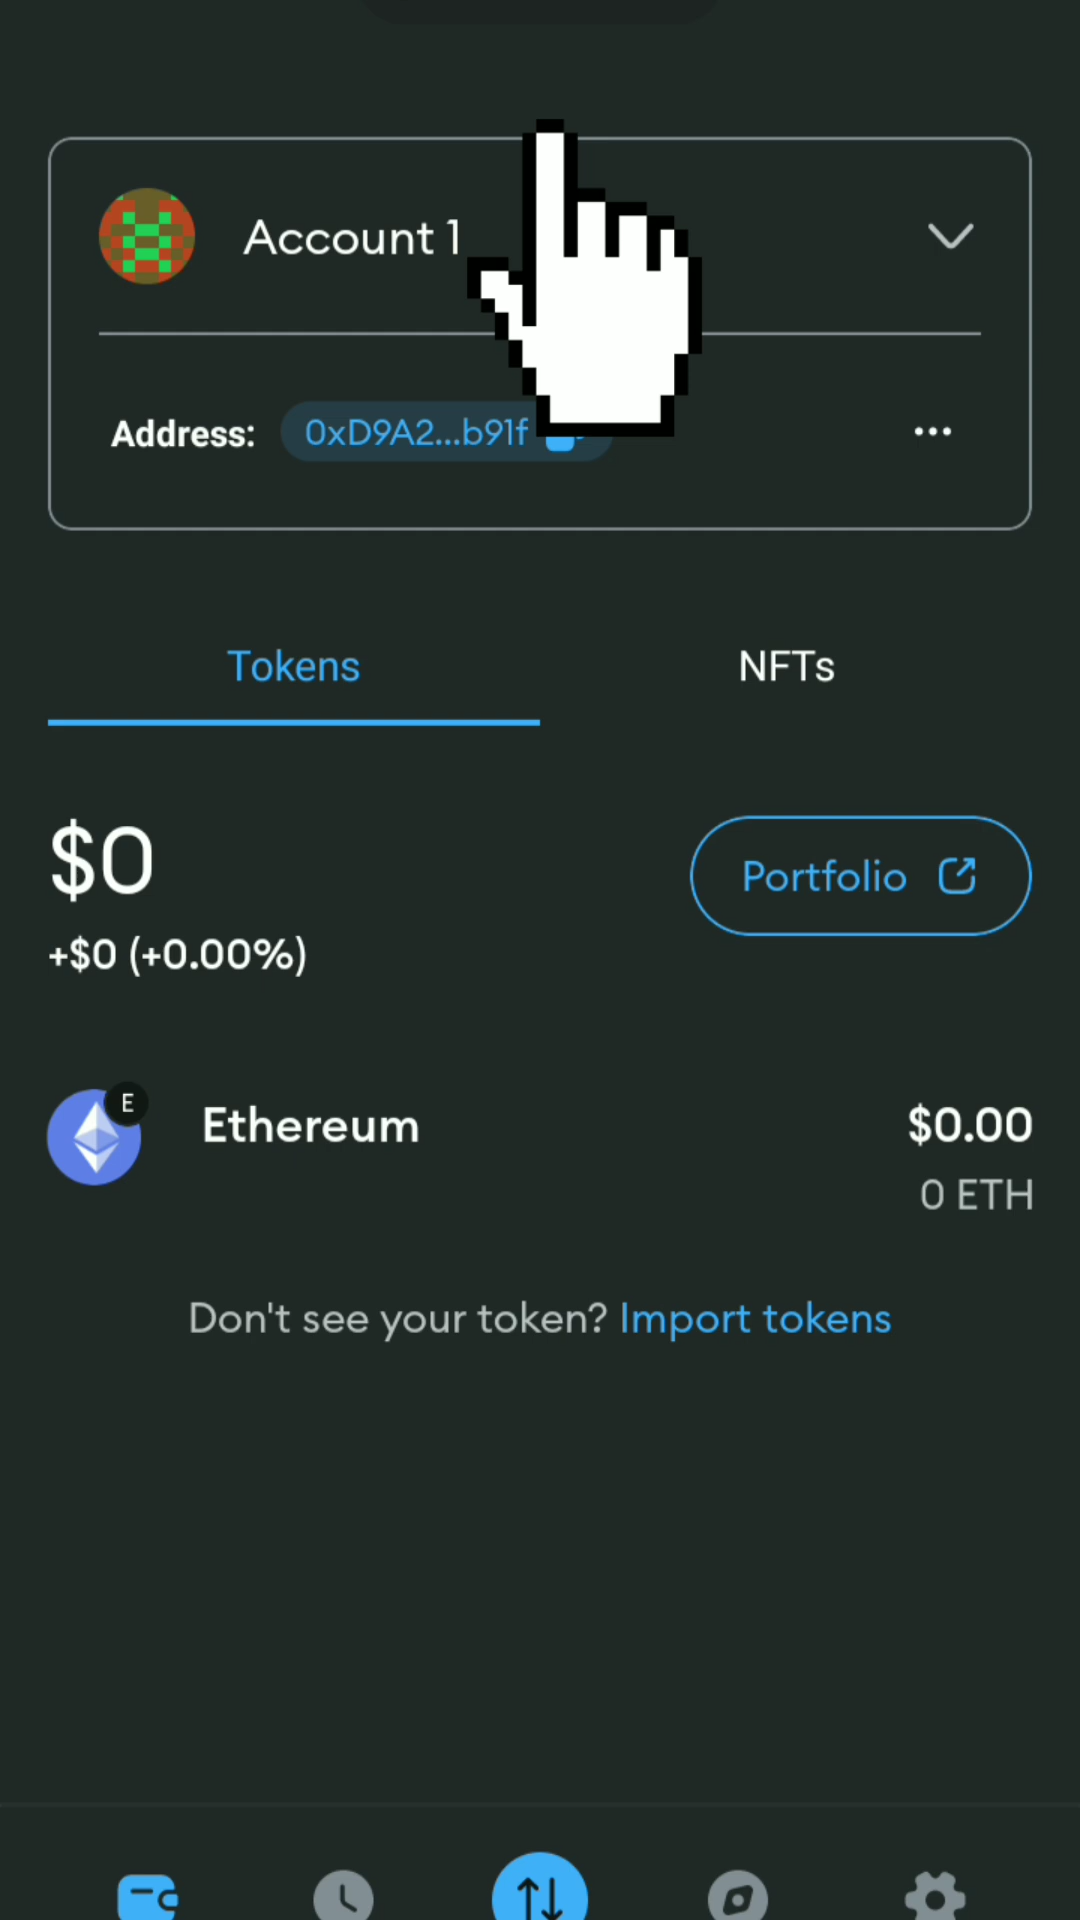 Account 1
Address: 0xD9A2...b91f
Tokens NFTs
$0
Portfolio
+$0 (+0.00%)
E
Ethereum $0.00
0 ETH
Don't see your token? Import tokens